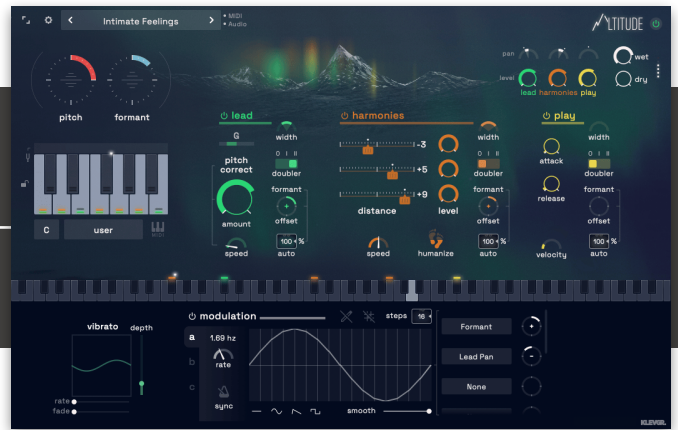 Intimate Feelings
MIDI
Audio
ALTITUDE
pan
wet
level
dry
lead harmonies play
pitch formant
lead
harmonies
play
G
width
pitch
correct
doubler
formant
amount
offset
100 %
speed
auto
-3
+5
+9
distance level
speed humanize
width
doubler
formant
offset
100 %
auto
attack
release
velocity
width
doubler
formant
offset
100 %
auto
C user
MIDI
vibrato depth
rate
fade
modulation
steps 16
a
b
c
1.69 hz
rate
sync
smooth
Formant
Lead Pan
None
KLEVGR.